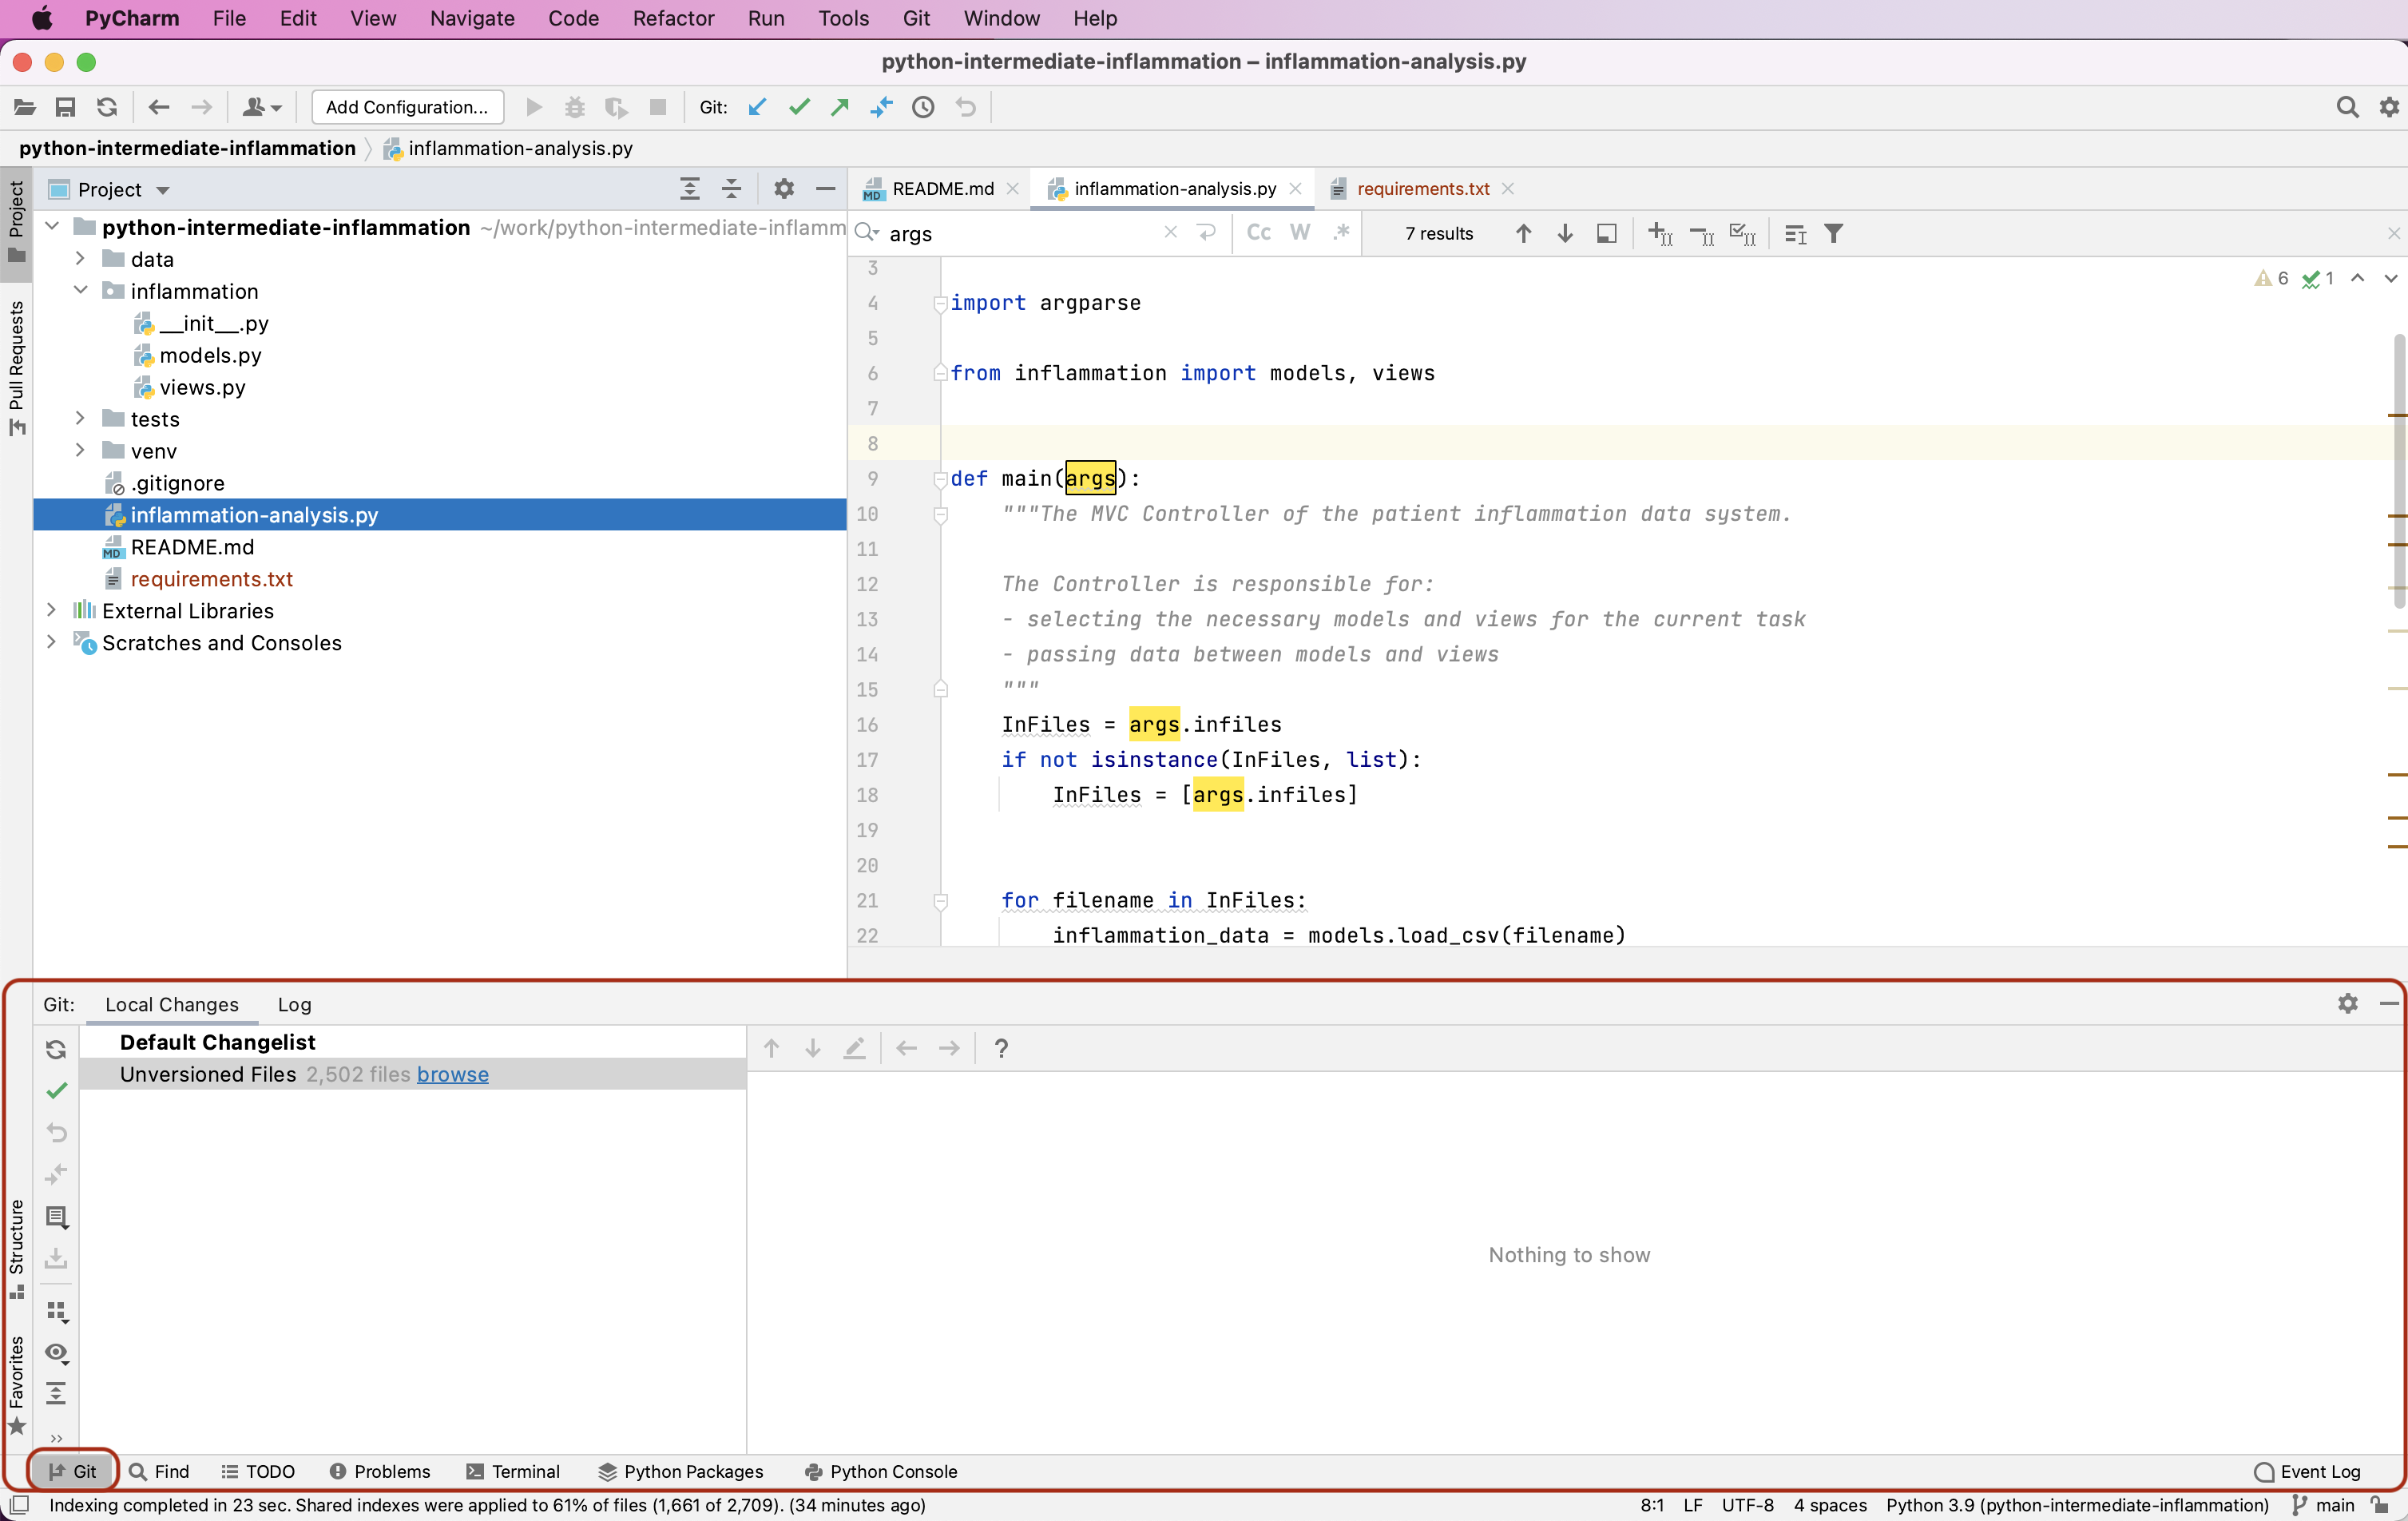 PyCharm File Edit View Navigate Code Refactor Run Tools Git Window Help
python-intermediate-inflammation – inflammation-analysis.py
Add Configuration... Git:
python-intermediate-inflammation inflammation-analysis.py
Project
Pull Requests
Structure
Favorites
Project
python-intermediate-inflammation ~/work/python-intermediate-inflamm
data
inflammation
__init__.py
models.py
views.py
tests
venv
.gitignore
inflammation-analysis.py
MD README.md
requirements.txt
External Libraries
Scratches and Consoles
MD README.md inflammation-analysis.py requirements.txt
args Cc W .* 7 results
6 1
3
4 import argparse
5
6 from inflammation import models, views
7
8
9 def main(args):
10 """The MVC Controller of the patient inflammation data system.
11
12 The Controller is responsible for:
13 - selecting the necessary models and views for the current task
14 - passing data between models and views
15 """
16 InFiles = args.infiles
17 if not isinstance(InFiles, list):
18 InFiles = [args.infiles]
19
20
21 for filename in InFiles:
22 inflammation_data = models.load_csv(filename)
Git: Local Changes Log
Default Changelist
Unversioned Files 2,502 files browse
?
Nothing to show
Git Find TODO Problems Terminal Python Packages Python Console Event Log
Indexing completed in 23 sec. Shared indexes were applied to 61% of files (1,661 of 2,709). (34 minutes ago) 8:1 LF UTF-8 4 spaces Python 3.9 (python-intermediate-inflammation) main